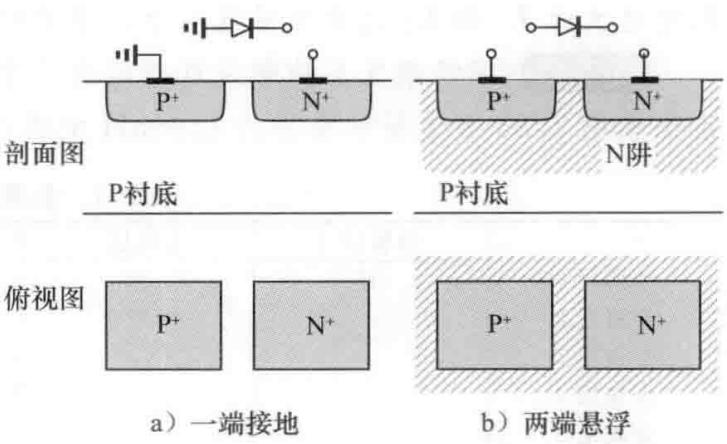 P⁺ N⁺ P⁺ N⁺
剖面图 N阱
P衬底 P衬底
俯视图 P⁺ N⁺ P⁺ N⁺
a）一端接地 b）两端悬浮